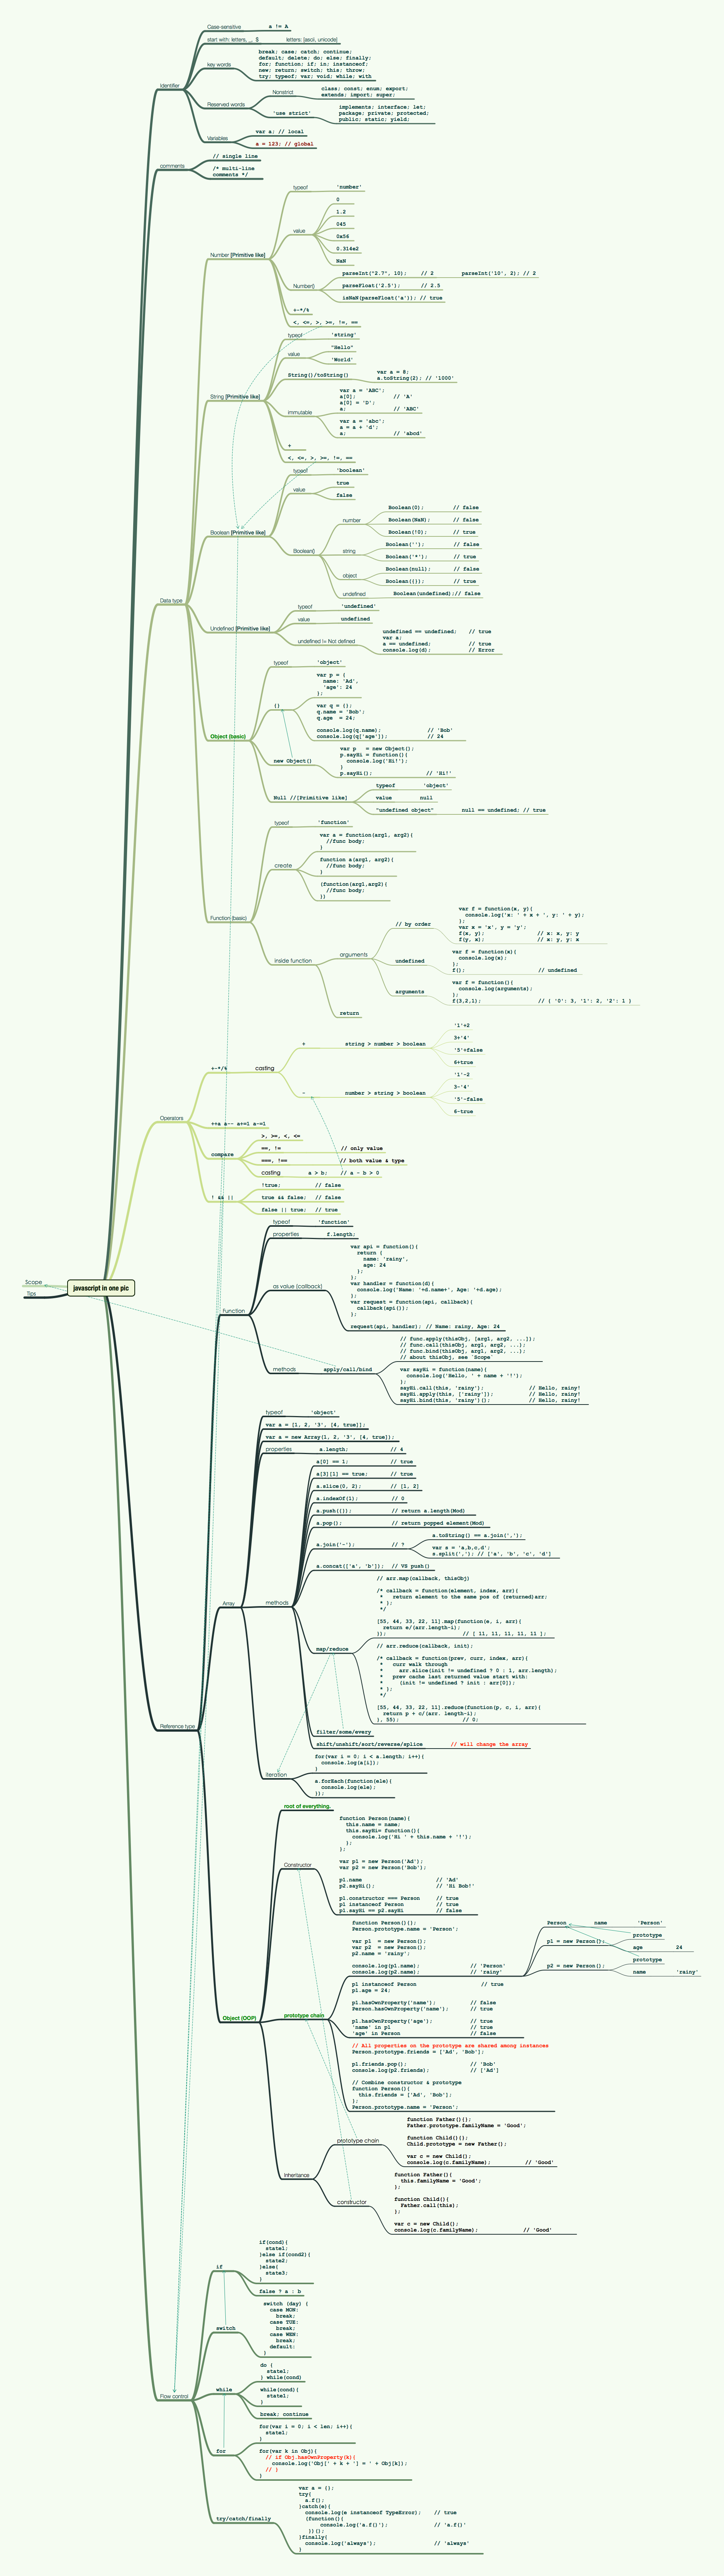 Case-sensitive a != A
start with: letters, _, $ letters: [ascii, unicode]
key words
break; case; catch; continue;
default; delete; do; else; finally;
for; function; if; in; instanceof;
new; return; switch; this; throw;
try; typeof; var; void; while; with
Identifier
Reserved words
Nonstrict
class; const; enum; export;
extends; import; super;
'use strict'
implements; interface; let;
package; private; protected;
public; static; yield;
Variables
var a; // local
a = 123; // global
comments
// single line
/* multi-line
comments */
Data type
Number [Primitive like]
typeof 'number'
value
0
1.2
045
0xS6
0.314e2
NaN
Number()
parseInt("2.7", 10); // 2 parseInt('10', 2); // 2
parseFloat('2.5'); // 2.5
isNaN(parseFloat('a')); // true
+-*/%
<, <=, >, >=, !=, ==
String [Primitive like]
typeof 'string'
value
"Hello"
'World'
String()/toString()
var a = 8;
a.toString(2); // '1000'
immutable
var a = 'ABC';
a[0]; // 'A'
a[0] = 'D';
a; // 'ABC'
var a = 'abc';
a = a + 'd';
a; // 'abcd'
+
<, <=, >, >=, !=, ==
Boolean [Primitive like]
typeof 'boolean'
value
true
false
Boolean()
number
Boolean(0); // false
Boolean(NaN); // false
Boolean(!0); // true
string
Boolean(''); // false
Boolean('*'); // true
object
Boolean(null); // false
Boolean({}); // true
undefined Boolean(undefined);// false
Undefined [Primitive like]
typeof 'undefined'
value undefined
undefined != Not defined
undefined == undefined; // true
var a;
a == undefined; // true
console.log(d); // Error
Object (basic)
typeof 'object'
{}
var p = {
name: 'Ad',
'age': 24
};
var q = {};
q.name = 'Bob';
q.age = 24;
console.log(q.name); // 'Bob'
console.log(q['age']); // 24
new Object()
var p = new Object();
p.sayHi = function(){
console.log('Hi!');
}
p.sayHi(); // 'Hi!'
Null //[Primitive like]
typeof 'object'
value null
"undefined object" null == undefined; // true
Function (basic)
typeof 'function'
create
var a = function(arg1, arg2){
//func body;
}
function a(arg1, arg2){
//func body;
}
(function(arg1,arg2){
//func body;
})
inside function
arguments
// by order
var f = function(x, y){
console.log('x: ' + x + ', y: ' + y);
};
var x = 'x', y = 'y';
f(x, y); // x: x, y: y
f(y, x); // x: y, y: x
undefined
var f = function(x){
console.log(x);
};
f(); // undefined
arguments
var f = function(){
console.log(arguments);
};
f(3,2,1); // { '0': 3, '1': 2, '2': 1 }
return
Operators
+-*/% casting
+ string > number > boolean
'1'+2
3+'4'
'5'+false
6+true
- number > string > boolean
'1'-2
3-'4'
'5'-false
6-true
++a a-- a+=1 a-=1
compare
>, >=, <, <=
==, != // only value
===, !== // both value & type
casting a > b; // a - b > 0
! && ||
!true; // false
true && false; // false
false || true; // true
Scope
Tips
javascript in one pic
Reference type
Function
typeof 'function'
properties f.length;
as value (callback)
var api = function(){
return {
name: 'rainy',
age: 24
};
};
var handler = function(d){
console.log('Name: '+d.name+', Age: '+d.age);
};
var request = function(api, callback){
callback(api());
};
request(api, handler); // Name: rainy, Age: 24
methods apply/call/bind
// func.apply(thisObj, [arg1, arg2, ...]);
// func.call(thisObj, arg1, arg2, ...);
// func.bind(thisObj, arg1, arg2, ...);
// about thisObj, see `Scope`
var sayHi = function(name){
console.log('Hello, ' + name + '!');
};
sayHi.call(this, 'rainy'); // Hello, rainy!
sayHi.apply(this, ['rainy']); // Hello, rainy!
sayHi.bind(this, 'rainy')(); // Hello, rainy!
Array
typeof 'object'
var a = [1, 2, '3', [4, true]];
var a = new Array(1, 2, '3', [4, true]);
properties a.length; // 4
methods
a[0] == 1; // true
a[3][1] == true; // true
a.slice(0, 2); // [1, 2]
a.indexOf(1); // 0
a.push({}); // return a.length(Mod)
a.pop(); // return popped element(Mod)
a.join('-'); // ?
a.toString() == a.join(',');
var s = 'a,b,c,d';
s.split(','); // ['a', 'b', 'c', 'd']
a.concat(['a', 'b']); // VS push()
map/reduce
// arr.map(callback, thisObj)
/* callback = function(element, index, arr){
* return element to the same pos of (returned)arr;
* };
*/
[55, 44, 33, 22, 11].map(function(e, i, arr){
return e/(arr.length-i);
}); // [ 11, 11, 11, 11, 11 ];
// arr.reduce(callback, init);
/* callback = function(prev, curr, index, arr){
* curr walk through
* arr.slice(init != undefined ? 0 : 1, arr.length);
* prev cache last returned value start with:
* (init != undefined ? init : arr[0]);
* };
*/
[55, 44, 33, 22, 11].reduce(function(p, c, i, arr){
return p + c/(arr. length-i);
}, 55); // 0;
filter/some/every
shift/unshift/sort/reverse/splice // will change the array
Iteration
for(var i = 0; i < a.length; i++){
console.log(a[i]);
}
a.forEach(function(ele){
console.log(ele);
});
Object (OOP)
root of everything.
Constructor
function Person(name){
this.name = name;
this.sayHi= function(){
console.log('Hi ' + this.name + '!');
};
};
var p1 = new Person('Ad');
var p2 = new Person('Bob');
p1.name // 'Ad'
p2.sayHi(); // 'Hi Bob!'
p1.constructor === Person // true
p1 instanceof Person // true
p1.sayHi == p2.sayHi // false
prototype chain
function Person(){};
Person.prototype.name = 'Person';
var p1 = new Person();
var p2 = new Person();
p2.name = 'rainy';
console.log(p1.name); // 'Person'
console.log(p2.name); // 'rainy'
Person name 'Person'
p1 = new Person();
prototype
age 24
p2 = new Person();
prototype
name 'rainy'
p1 instanceof Person // true
p1.age = 24;
p1.hasOwnProperty('name'); // false
Person.hasOwnProperty('name'); // true
p1.hasOwnProperty('age'); // true
'name' in p1 // true
'age' in Person // false
// All properties on the prototype are shared among instances
Person.prototype.friends = ['Ad', 'Bob'];
p1.friends.pop(); // 'Bob'
console.log(p2.friends); // ['Ad']
// Combine constructor & prototype
function Person(){
this.friends = ['Ad', 'Bob'];
};
Person.prototype.name = 'Person';
Inheritance
prototype chain
function Father(){};
Father.prototype.familyName = 'Good';
function Child(){};
Child.prototype = new Father();
var c = new Child();
console.log(c.familyName); // 'Good'
constructor
function Father(){
this.familyName = 'Good';
};
function Child(){
Father.call(this);
};
var c = new Child();
console.log(c.familyName); // 'Good'
Flow control
if
if(cond){
state1;
}else if(cond2){
state2;
}else{
state3;
}
false ? a : b
switch
switch (day) {
case MON:
break;
case TUE:
break;
case WEN:
break;
default:
}
while
do {
state1;
} while(cond)
while(cond){
state1;
}
break; continue
for
for(var i = 0; i < len; i++){
state1;
}
for(var k in Obj){
// if Obj.hasOwnProperty(k){
console.log('Obj[' + k + '] = ' + Obj[k]);
// }
}
try/catch/finally
var a = {};
try{
a.f();
}catch(e){
console.log(e instanceof TypeError); // true
(function(){
console.log('a.f()'); // 'a.f()'
})();
}finally{
console.log('always'); // 'always'
}